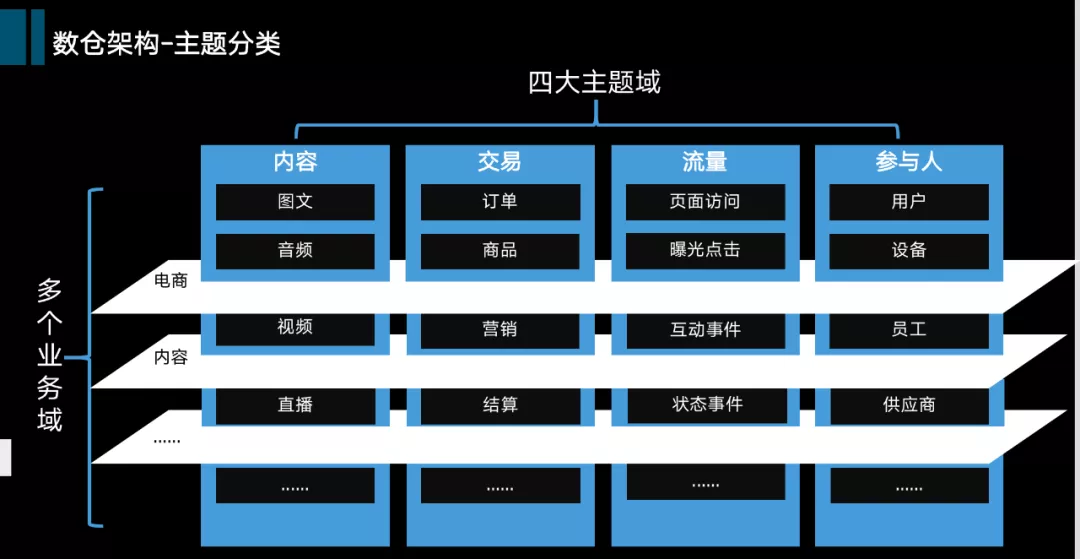 数仓架构-主题分类
四大主题域
内容 交易 流量 参与人
图文 订单 页面访问 用户
音频 商品 曝光点击 设备
电商
多个业务域
视频 营销 互动事件 员工
内容
直播 结算 状态事件 供应商
......
...... ...... ...... ......